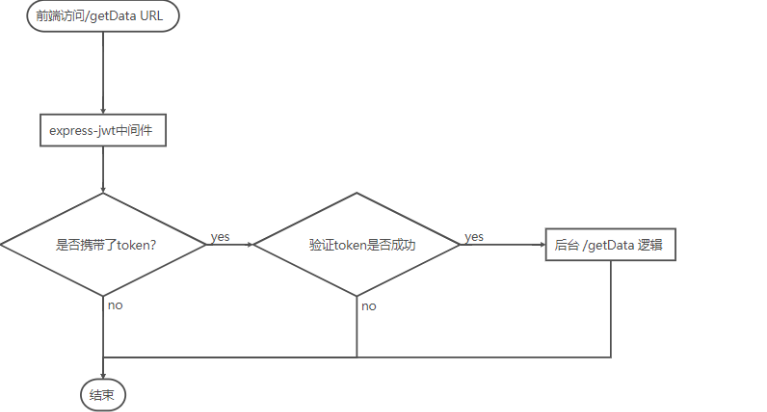 前端访问/getData URL
express-jwt中间件
是否携带了token?
yes
验证token是否成功
yes
后台 /getData 逻辑
no
no
结束